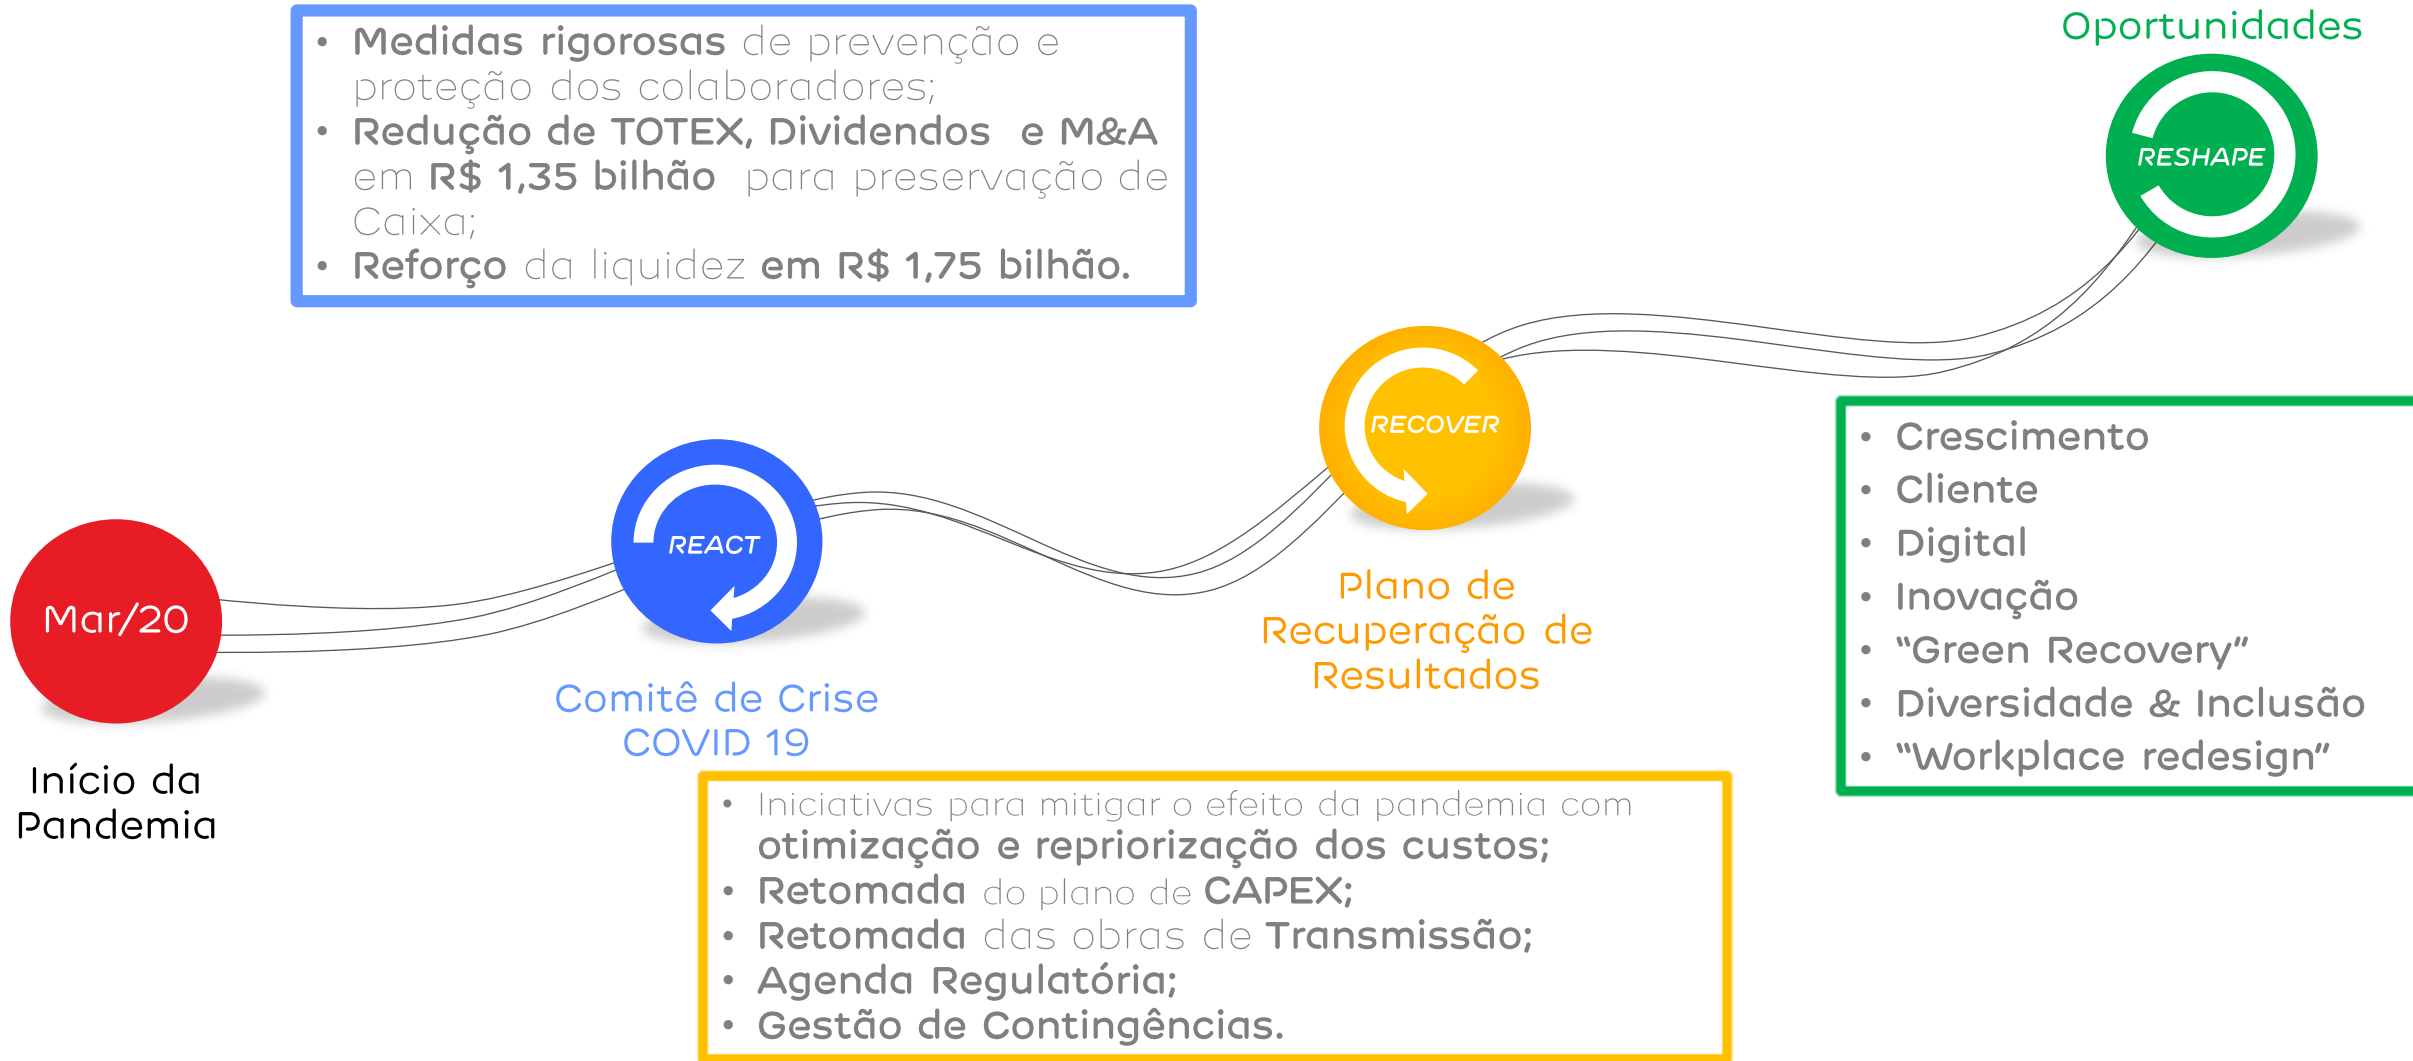 • Medidas rigorosas de prevenção e
proteção dos colaboradores;
• Redução de TOTEX, Dividendos e M&A
em R$ 1,35 bilhão para preservação de
Caixa;
• Reforço da liquidez em R$ 1,75 bilhão.
Mar/20
Início da
Pandemia
REACT
Comitê de Crise
COVID 19
RECOVER
Plano de
Recuperação de
Resultados
• Iniciativas para mitigar o efeito da pandemia com
otimização e repriorização dos custos;
• Retomada do plano de CAPEX;
• Retomada das obras de Transmissão;
• Agenda Regulatória;
• Gestão de Contingências.
Oportunidades
RESHAPE
• Crescimento
• Cliente
• Digital
• Inovação
• “Green Recovery”
• Diversidade & Inclusão
• “Workplace redesign”